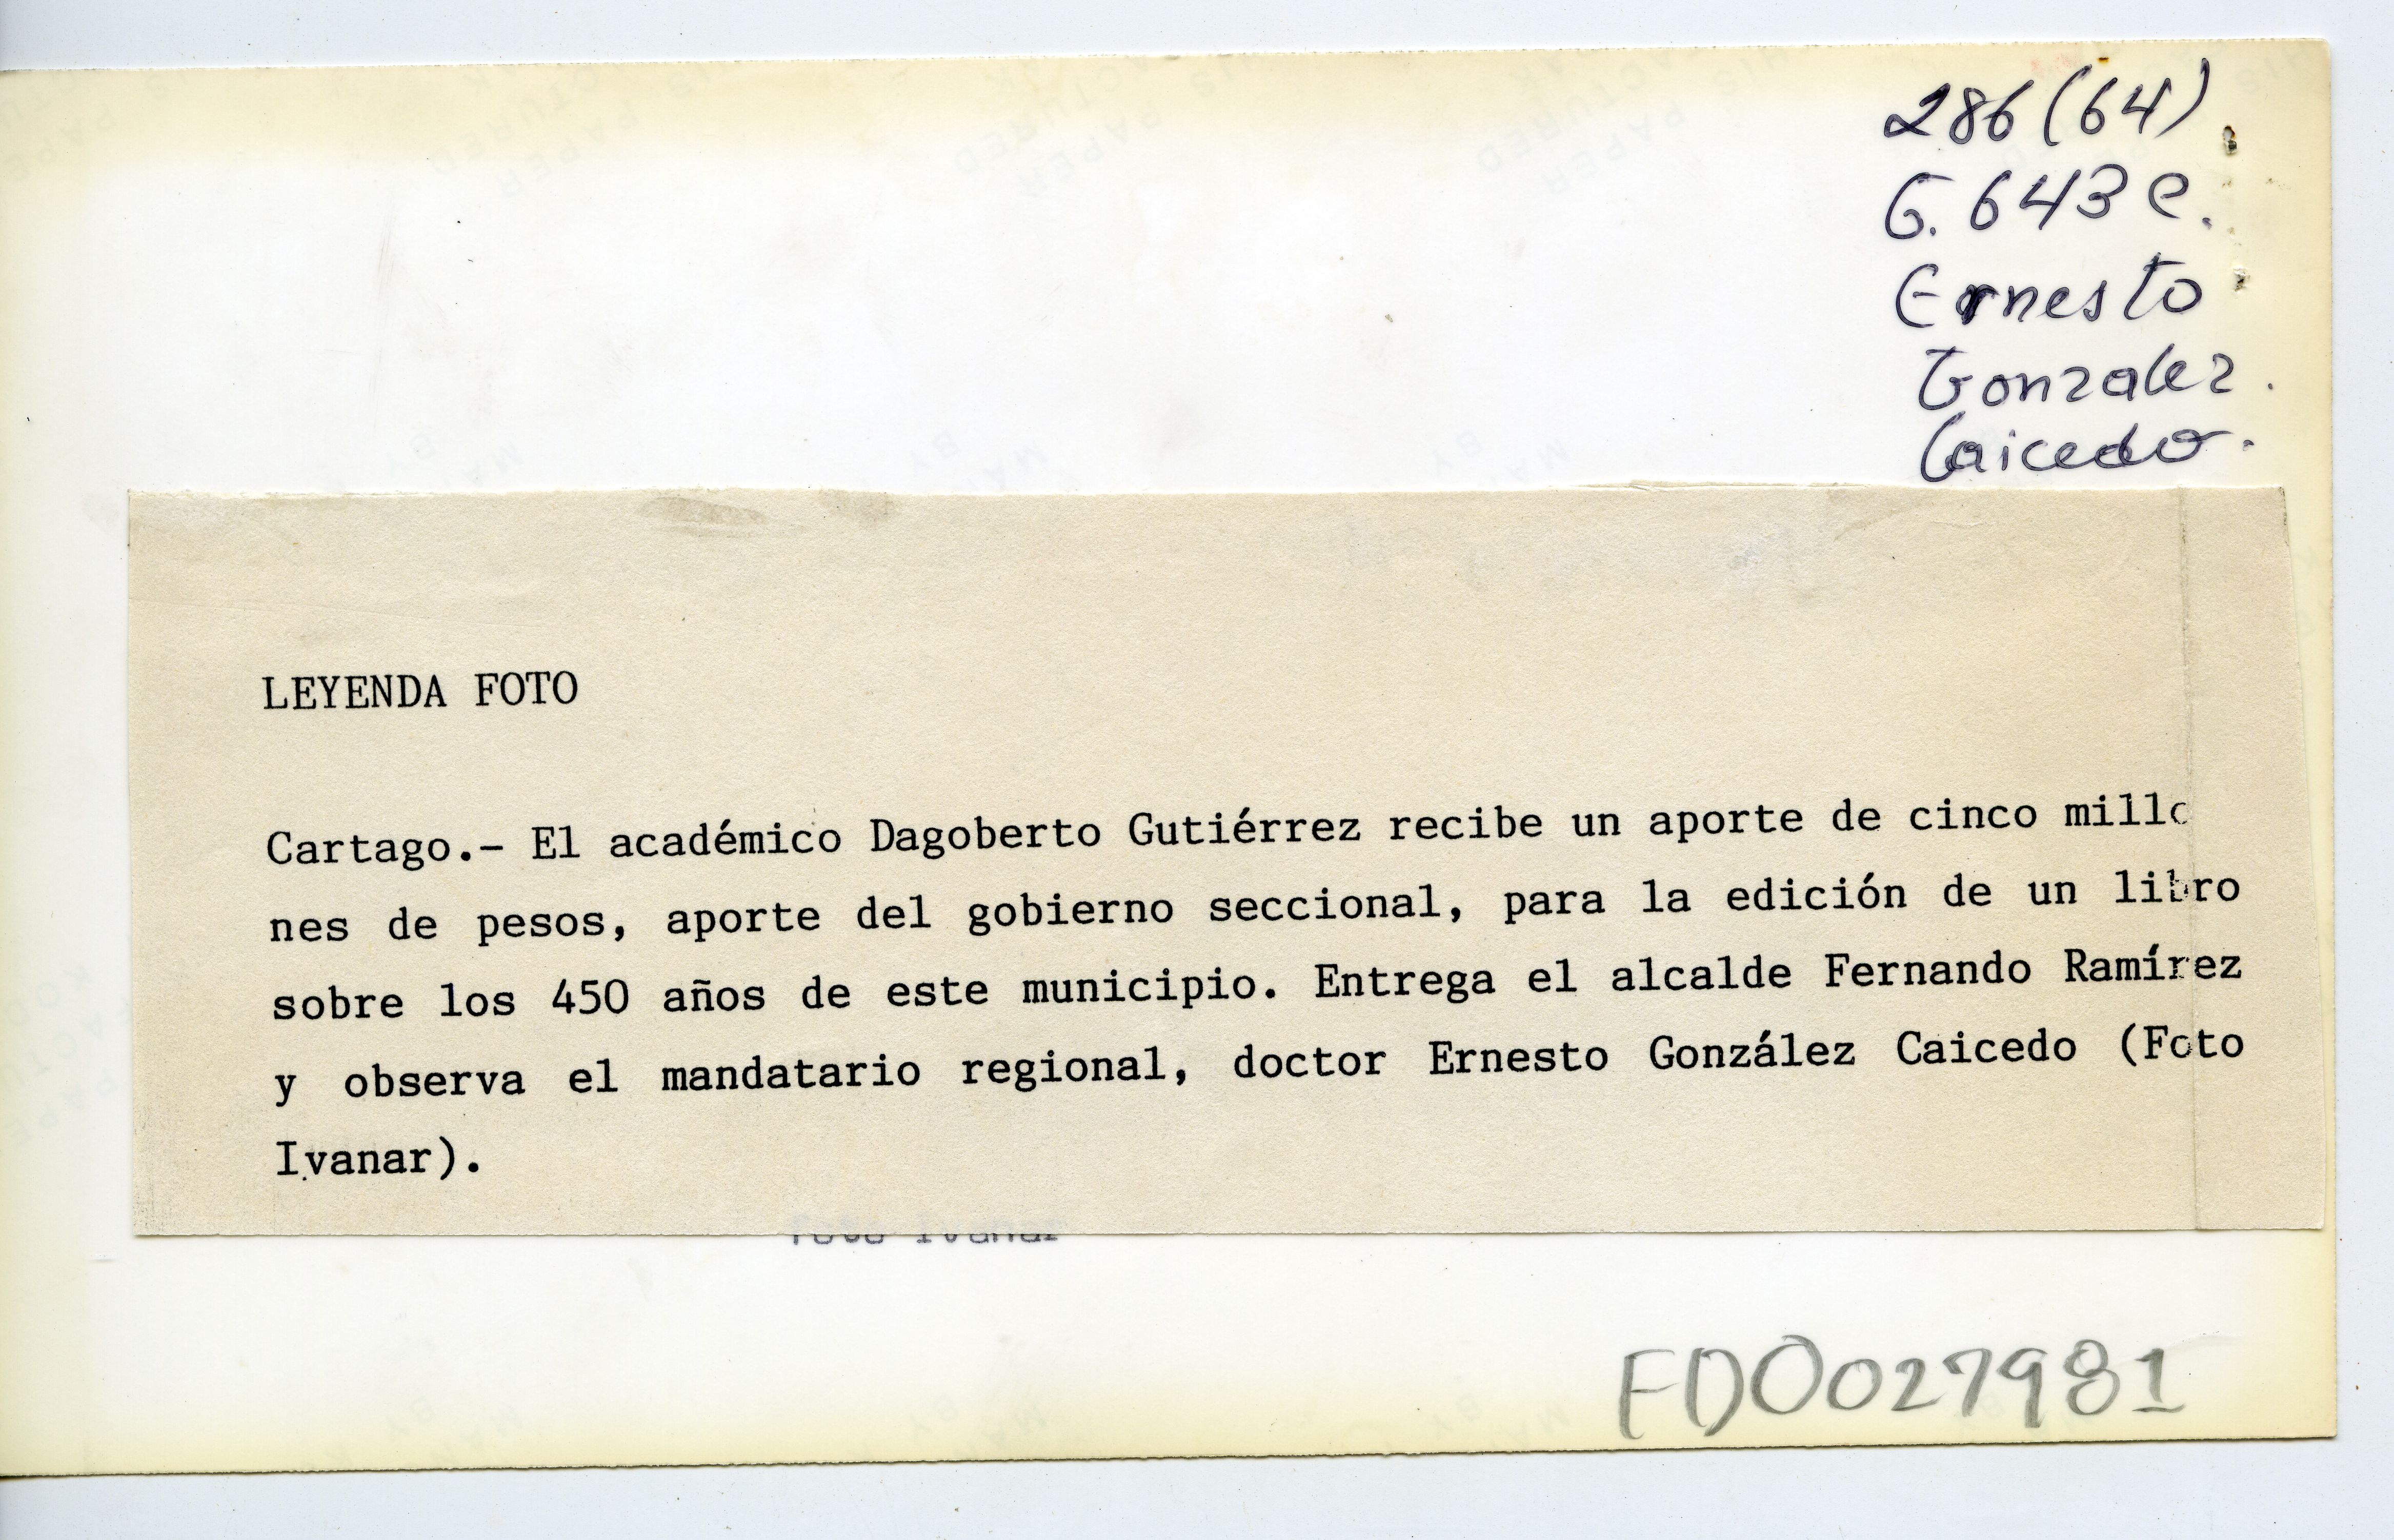 286(64)
G. 643e.
Ernesto
Gonzalez.
Caicedo.
LEYENDA FOTO
Cartago.- El académico Dagoberto Gutiérrez recibe un aporte de cinco millo
nes de pesos, aporte del gobierno seccional, para la edición de un libro
sobre los 450 años de este municipio. Entrega el alcalde Fernando Ramírez
y observa el mandatario regional, doctor Ernesto González Caicedo (Foto
Ivanar).
Foto Ivanar
FD0027981